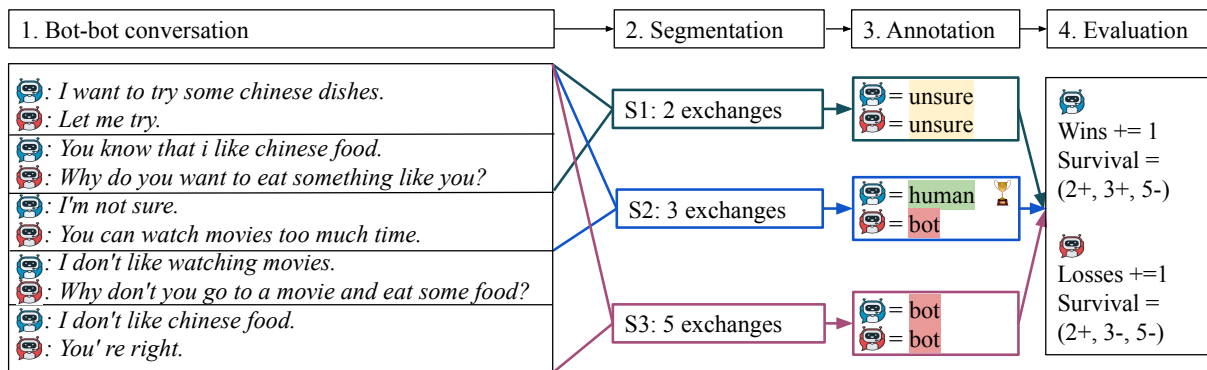 1. Bot-bot conversation
2. Segmentation
3. Annotation
4. Evaluation
: I want to try some chinese dishes.
: Let me try.
: You know that i like chinese food.
: Why do you want to eat something like you?
: I'm not sure.
: You can watch movies too much time.
: I don't like watching movies.
: Why don't you go to a movie and eat some food?
: I don't like chinese food.
: You' re right.
S1: 2 exchanges
S2: 3 exchanges
S3: 5 exchanges
= unsure
= unsure
= human
= bot
= bot
= bot
Wins += 1
Survival =
(2+, 3+, 5-)
Losses +=1
Survival =
(2+, 3-, 5-)